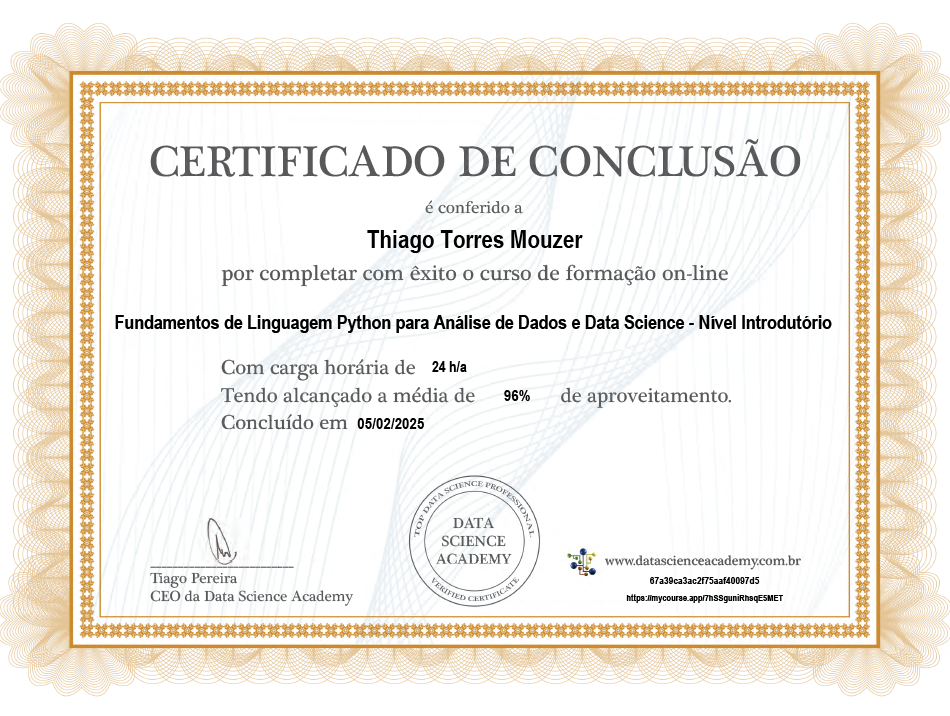 CERTIFICADO DE CONCLUSÃO
é conferido a
Thiago Torres Mouzer
por completar com êxito o curso de formação on-line
Fundamentos de Linguagem Python para Análise de Dados e Data Science - Nível Introdutório
Com carga horária de 24 h/a
Tendo alcançado a média de 96% de aproveitamento.
Concluído em 05/02/2025
TOP DATA SCIENCE PROFESSIONAL
DATA
SCIENCE
ACADEMY
VERIFIED CERTIFICATE
Tiago Pereira
CEO da Data Science Academy
www.datascienceacademy.com.br
67a39ca3ac2f75aaf40097d5
https://mycourse.app/7hSSguniRhsqE5MET